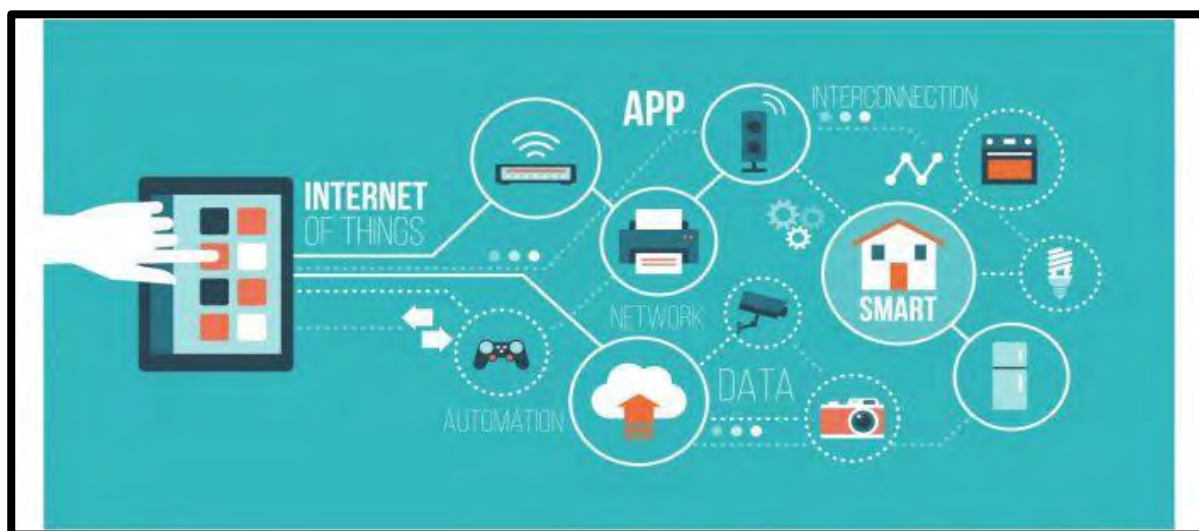 INTERNET
OF THINGS
APP
INTERCONNECTION
NETWORK
SMART
DATA
AUTOMATION